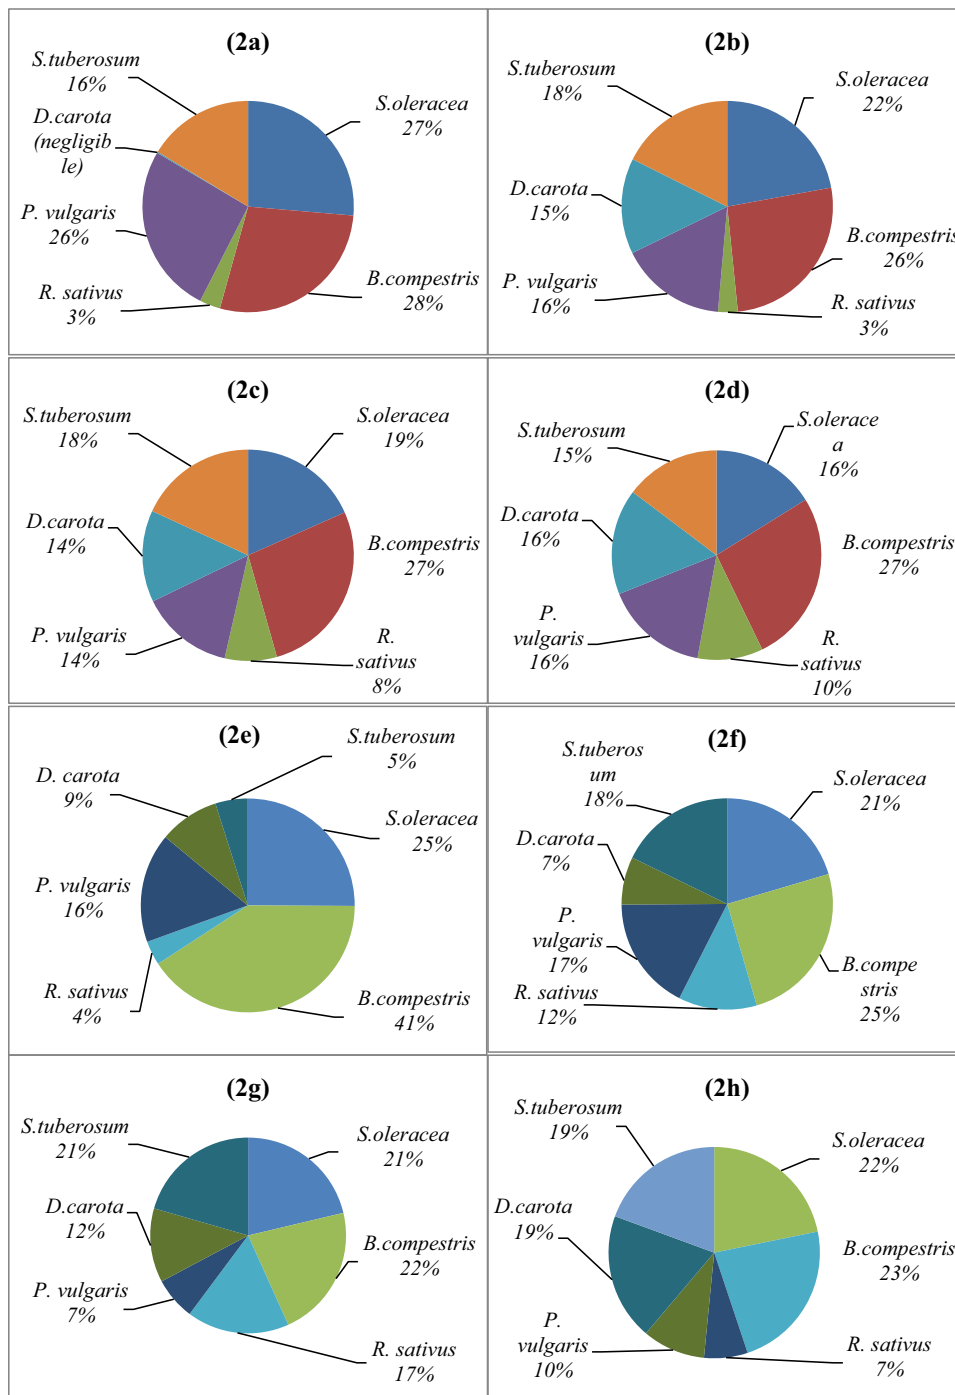 (2a)
S.tuberosum
16%
D.carota
(negligib
le)
P. vulgaris
26%
R. sativus
3%
S.oleracea
27%
B.compestris
28%
(2b)
S.tuberosum
18%
D.carota
15%
P. vulgaris
16%
S.oleracea
22%
B.compestris
26%
R. sativus
3%
(2c)
S.tuberosum
18%
D.carota
14%
P. vulgaris
14%
S.oleracea
19%
B.compestris
27%
R.
sativus
8%
(2d)
S.tuberosum
15%
D.carota
16%
P.
vulgaris
16%
S.olerace
a
16%
B.compestris
27%
R.
sativus
10%
(2e)
S.tuberosum
5%
D. carota
9%
P. vulgaris
16%
R. sativus
4%
S.oleracea
25%
B.compestris
41%
(2f)
S.tuberos
um
18%
D.carota
7%
P.
vulgaris
17%
R. sativus
12%
S.oleracea
21%
B.compe
stris
25%
(2g)
S.tuberosum
21%
D.carota
12%
P. vulgaris
7%
S.oleracea
21%
B.compestris
22%
R. sativus
17%
(2h)
S.tuberosum
19%
D.carota
19%
P.
vulgaris
10%
S.oleracea
22%
B.compestris
23%
R. sativus
7%